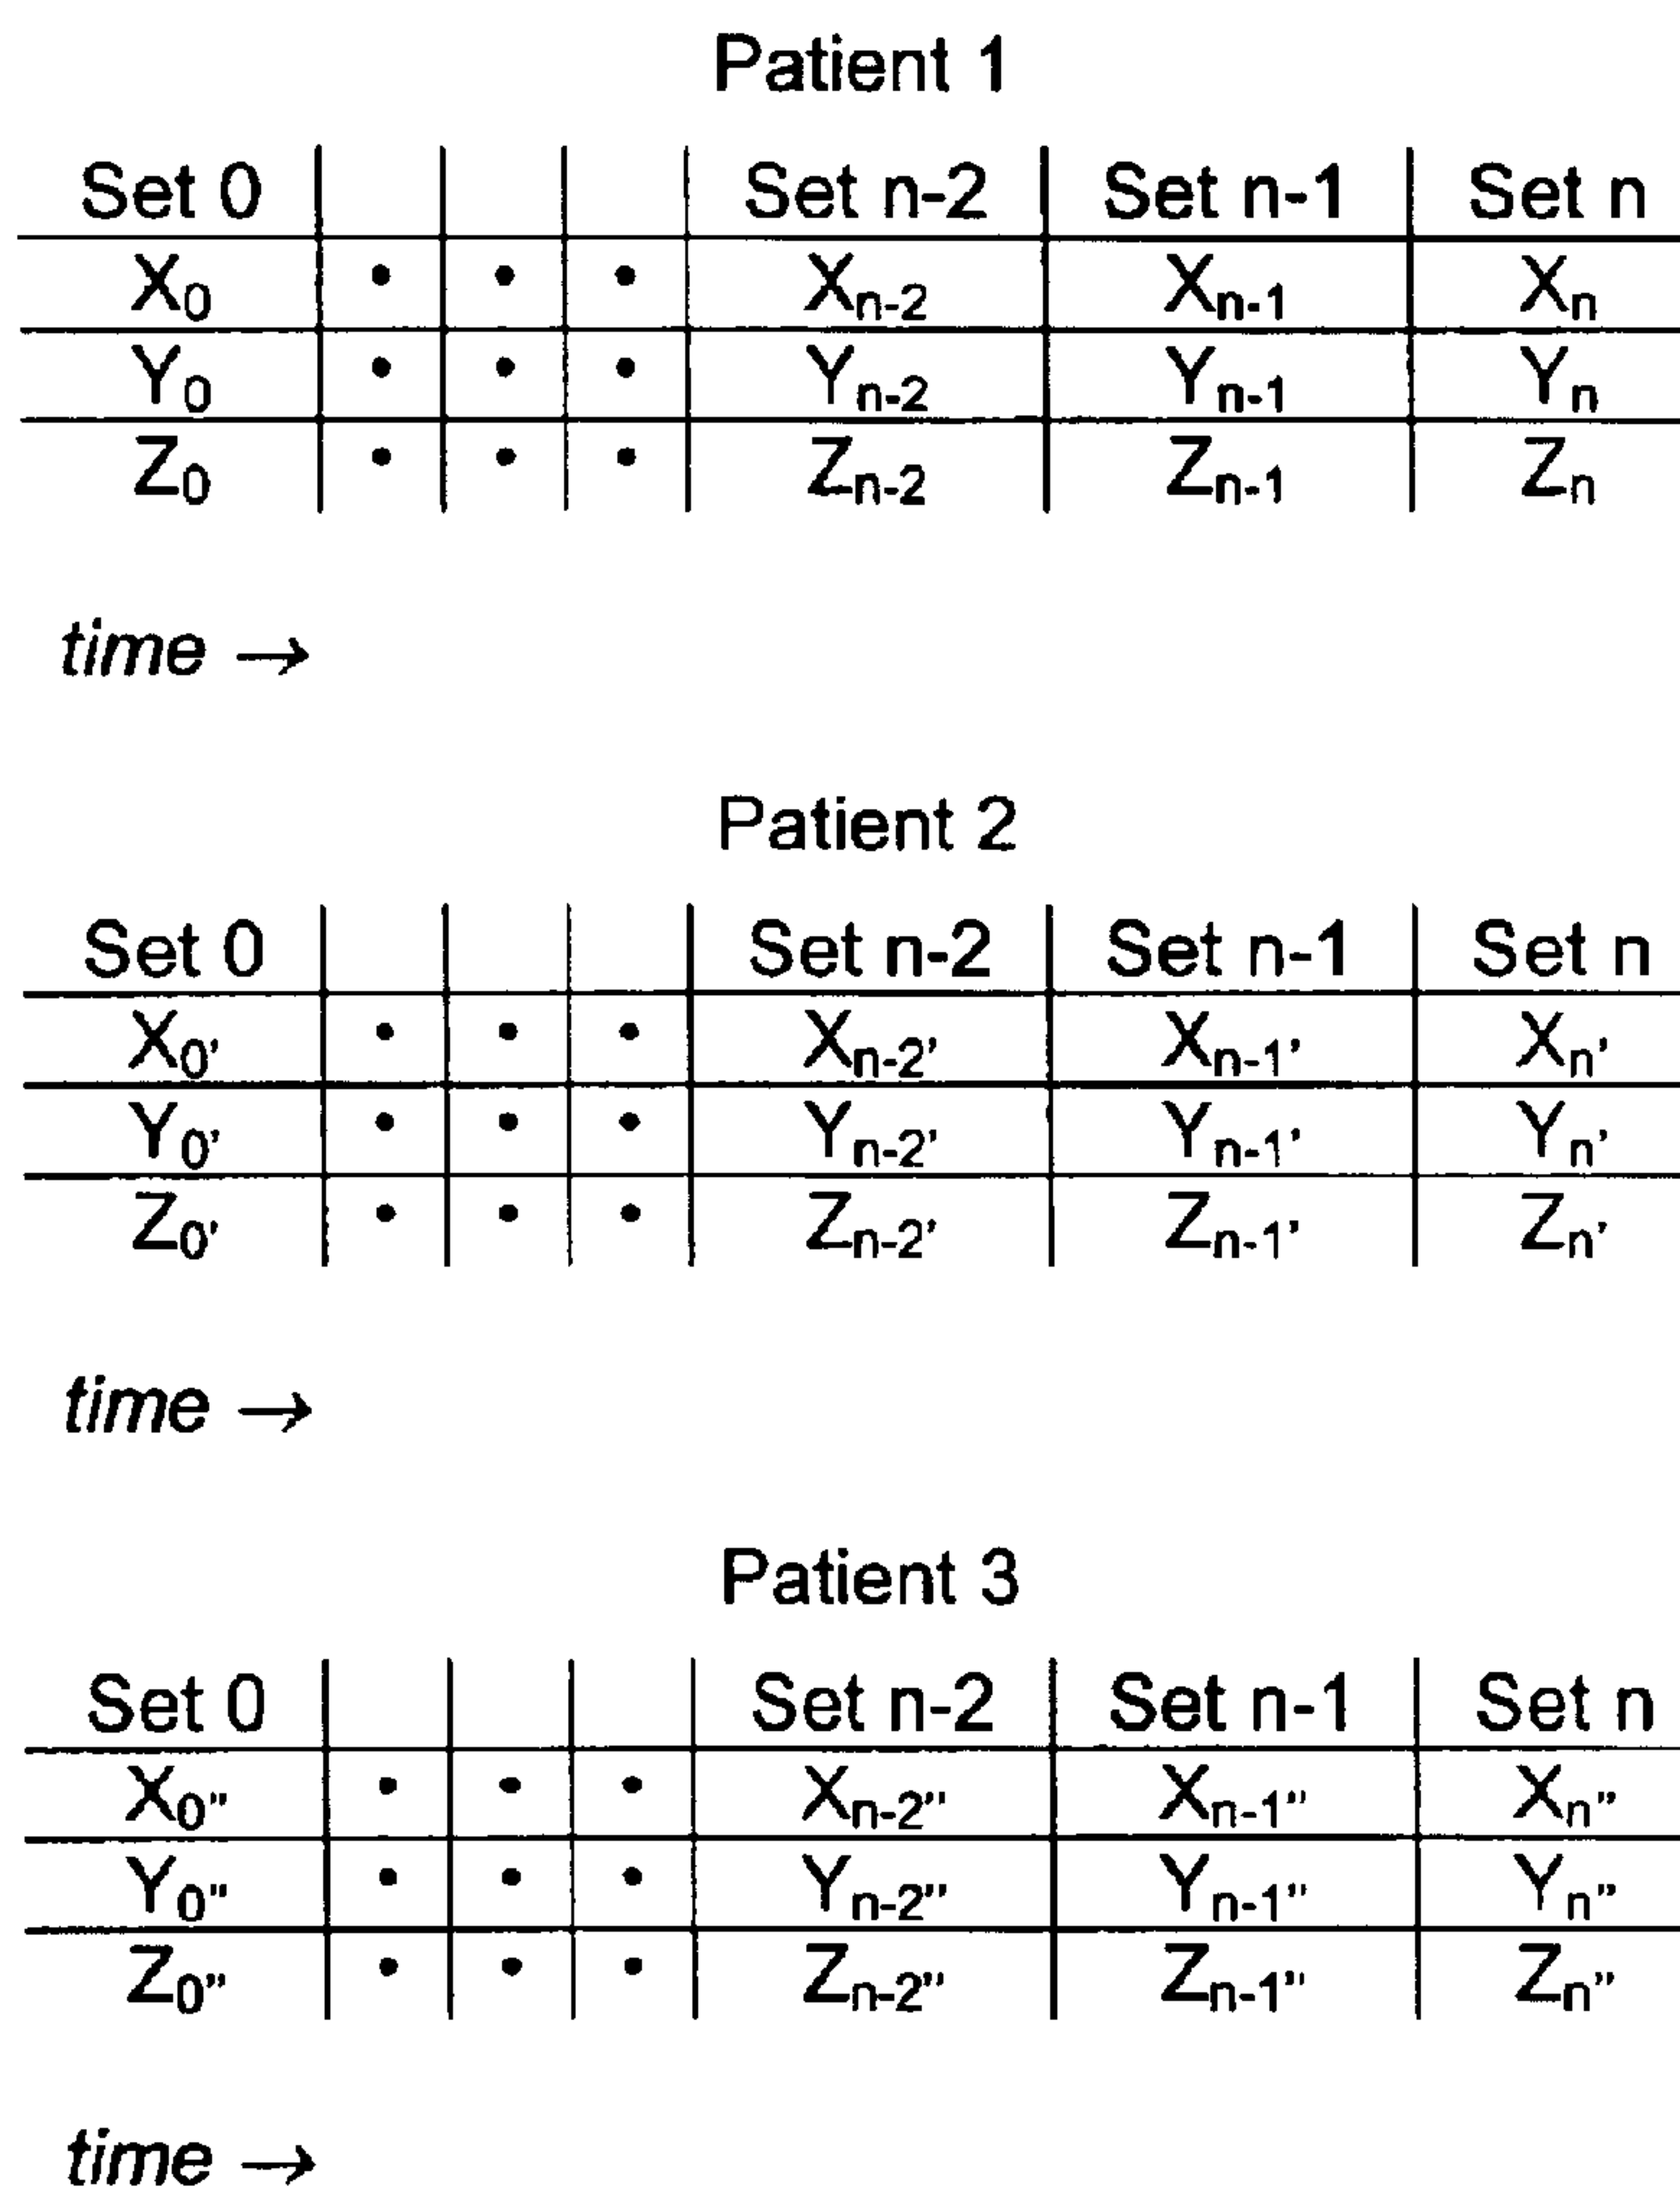 Patient 1
Set 0 Set n-2 Set n-1 Set n
X0 • • • Xn-2 Xn-1 Xn
Y0 • • • Yn-2 Yn-1 Yn
Z0 • • • Zn-2 Zn-1 Zn
time →
Patient 2
Set 0 Set n-2 Set n-1 Set n
X0' • • • Xn-2' Xn-1' Xn'
Y0' • • • Yn-2' Yn-1' Yn'
Z0' • • • Zn-2' Zn-1' Zn'
time →
Patient 3
Set 0 Set n-2 Set n-1 Set n
X0" • • • Xn-2" Xn-1" Xn"
Y0" • • • Yn-2" Yn-1" Yn"
Z0" • • • Zn-2" Zn-1" Zn"
time →